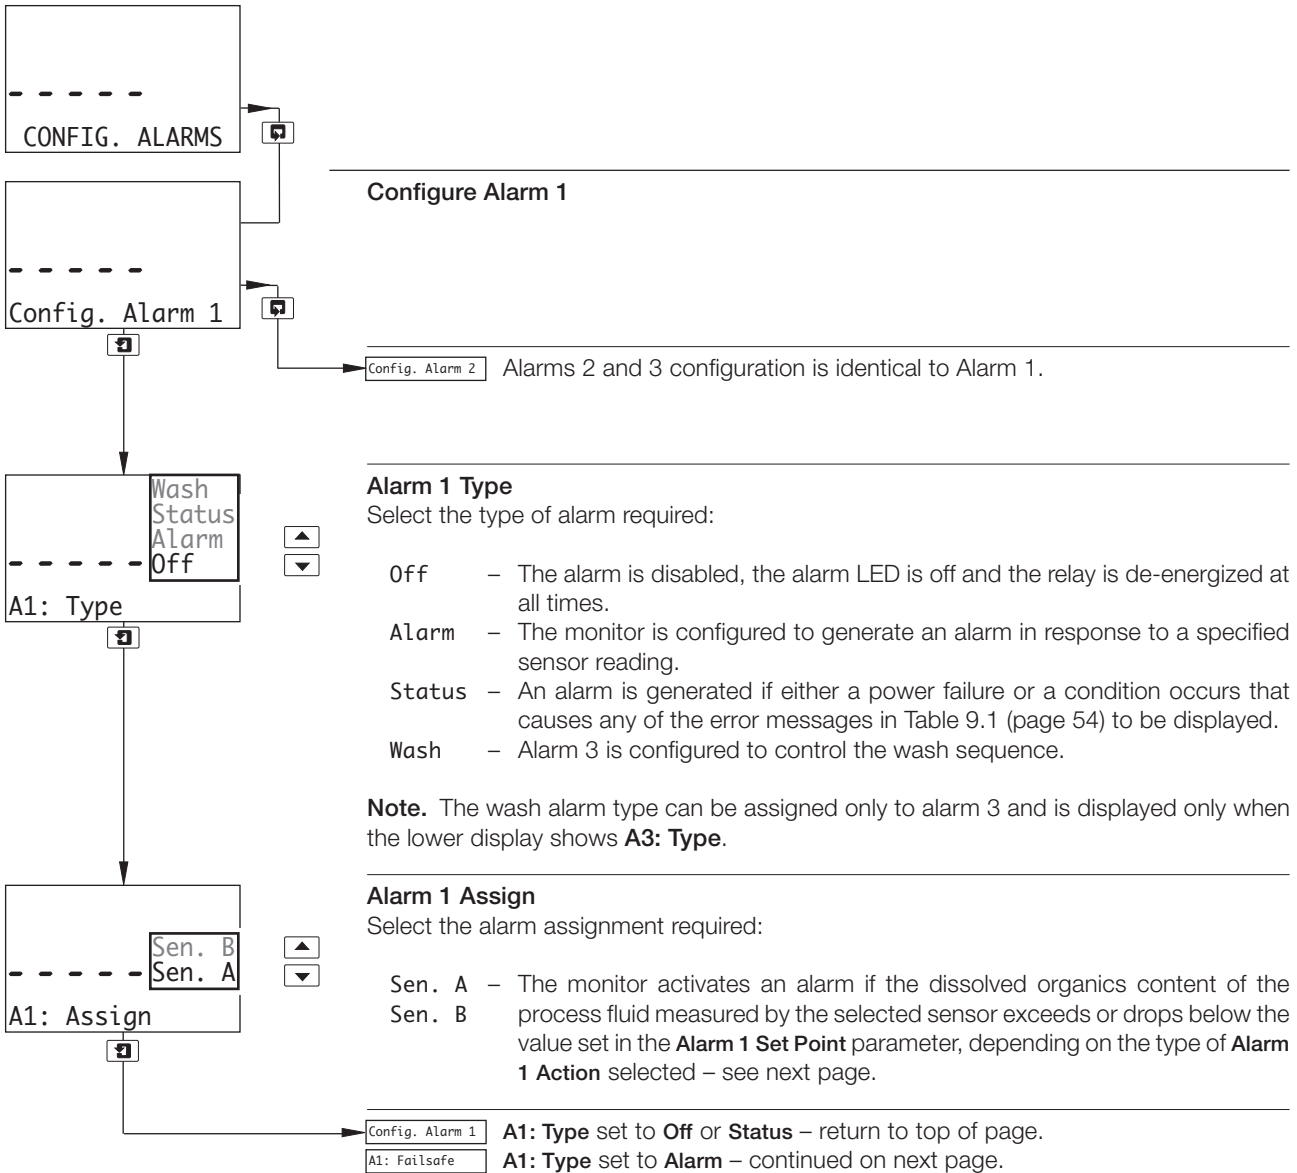 CONFIG. ALARMS
Configure Alarm 1
Config. Alarm 1
Config. Alarm 2 Alarms 2 and 3 configuration is identical to Alarm 1.
Wash
Status
Alarm
- - - - - Off
A1: Type
Alarm 1 Type
Select the type of alarm required:
Off – The alarm is disabled, the alarm LED is off and the relay is de-energized at
all times.
Alarm – The monitor is configured to generate an alarm in response to a specified
sensor reading.
Status – An alarm is generated if either a power failure or a condition occurs that
causes any of the error messages in Table 9.1 (page 54) to be displayed.
Wash – Alarm 3 is configured to control the wash sequence.
Note. The wash alarm type can be assigned only to alarm 3 and is displayed only when
the lower display shows A3: Type.
Sen. B
- - - - - Sen. A
A1: Assign
Alarm 1 Assign
Select the alarm assignment required:
Sen. A – The monitor activates an alarm if the dissolved organics content of the
Sen. B process fluid measured by the selected sensor exceeds or drops below the
value set in the Alarm 1 Set Point parameter, depending on the type of Alarm
1 Action selected – see next page.
Config. Alarm 1 A1: Type set to Off or Status – return to top of page.
A1: Failsafe A1: Type set to Alarm – continued on next page.